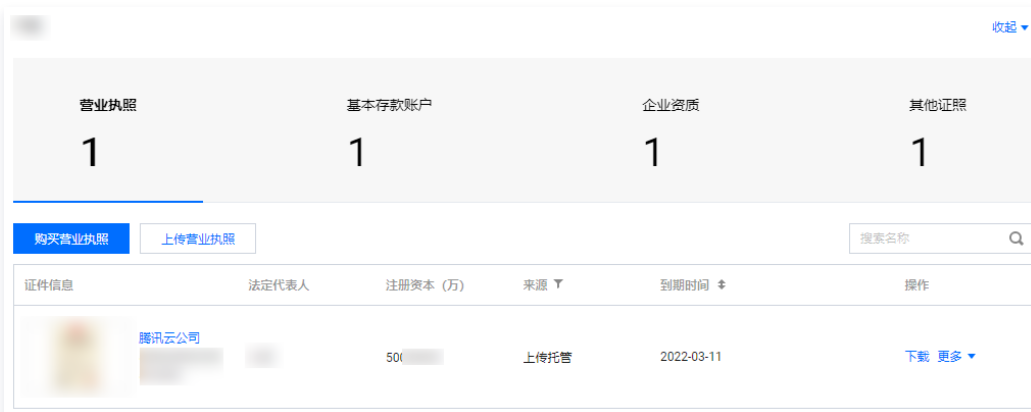 收起
营业执照 基本存款账户 企业资质 其他证照
1 1 1 1
购买营业执照 上传营业执照 搜索名称
证件信息 法定代表人 注册资本（万） 来源 到期时间 操作
腾讯云公司
上传托管 2022-03-11 下载 更多